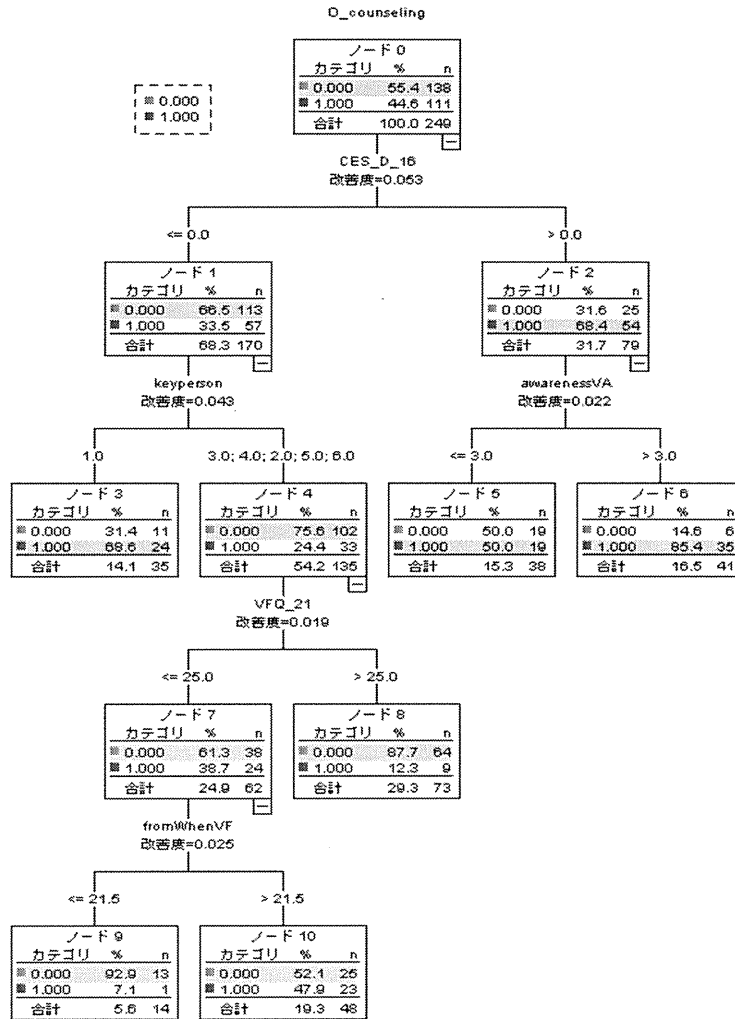 O_counseling
0.000
1.000
ノード 0
カテゴリ % n
0.000 55.4 138
1.000 44.6 111
合計 100.0 249
CES_D_16
改善度=0.053
<= 0.0
> 0.0
ノード 1
カテゴリ % n
0.000 66.5 113
1.000 33.5 57
合計 68.3 170
ノード 2
カテゴリ % n
0.000 31.6 25
1.000 68.4 54
合計 31.7 79
keyperson
改善度=0.043
awarenessVA
改善度=0.022
1.0
3.0; 4.0; 2.0; 5.0; 6.0
<= 3.0
> 3.0
ノード 3
カテゴリ % n
0.000 31.4 11
1.000 68.6 24
合計 14.1 35
ノード 4
カテゴリ % n
0.000 75.6 102
1.000 24.4 33
合計 54.2 135
ノード 5
カテゴリ % n
0.000 50.0 19
1.000 50.0 19
合計 15.3 38
ノード 6
カテゴリ % n
0.000 14.6 6
1.000 85.4 35
合計 16.5 41
VFQ_21
改善度=0.019
<= 25.0
> 25.0
ノード 7
カテゴリ % n
0.000 61.3 38
1.000 38.7 24
合計 24.9 62
ノード 8
カテゴリ % n
0.000 87.7 64
1.000 12.3 9
合計 29.3 73
fromWhenVF
改善度=0.025
<= 21.5
> 21.5
ノード 9
カテゴリ % n
0.000 92.9 13
1.000 7.1 1
合計 5.6 14
ノード 10
カテゴリ % n
0.000 52.1 25
1.000 47.9 23
合計 19.3 48